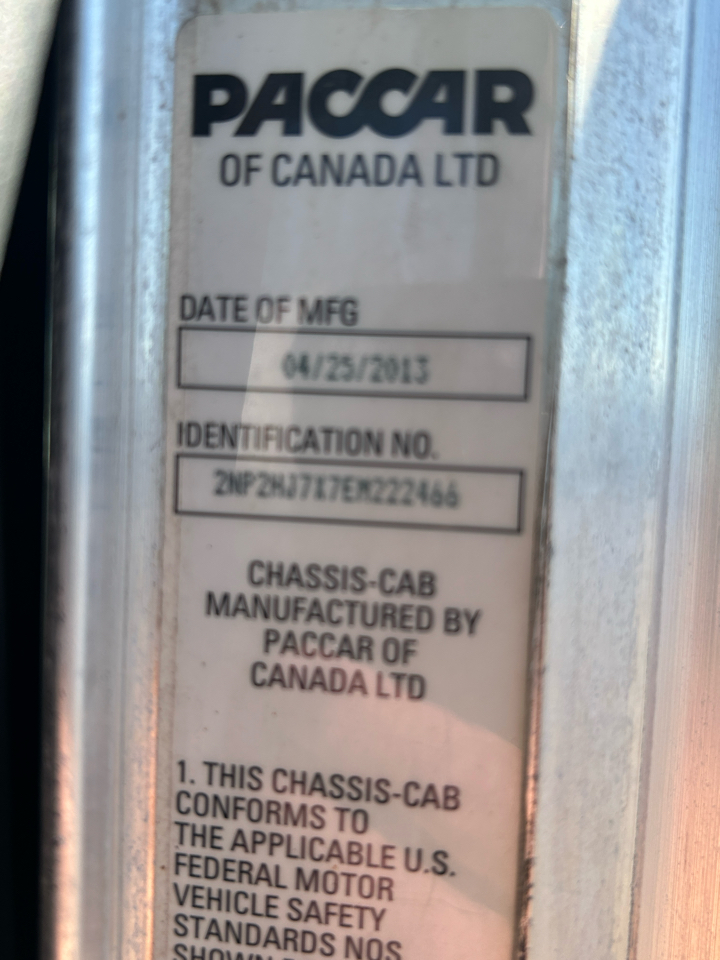 PACCAR
OF CANADA LTD
DATE OF MFG
04/25/2013
IDENTIFICATION NO.
2NP2HJ7X7EM222466
CHASSIS-CAB
MANUFACTURED BY
PACCAR OF
CANADA LTD
1. THIS CHASSIS-CAB
CONFORMS TO
THE APPLICABLE U.S.
FEDERAL MOTOR
VEHICLE SAFETY
STANDARDS NOS
SHOWN